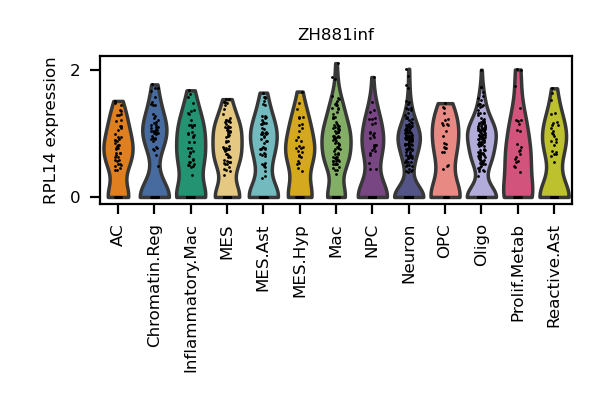 ZH881inf
RPL14 expression
2
0
AC
Chromatin.Reg
Inflammatory.Mac
MES
MES.Ast
MES.Hyp
Mac
NPC
Neuron
OPC
Oligo
Prolif.Metab
Reactive.Ast